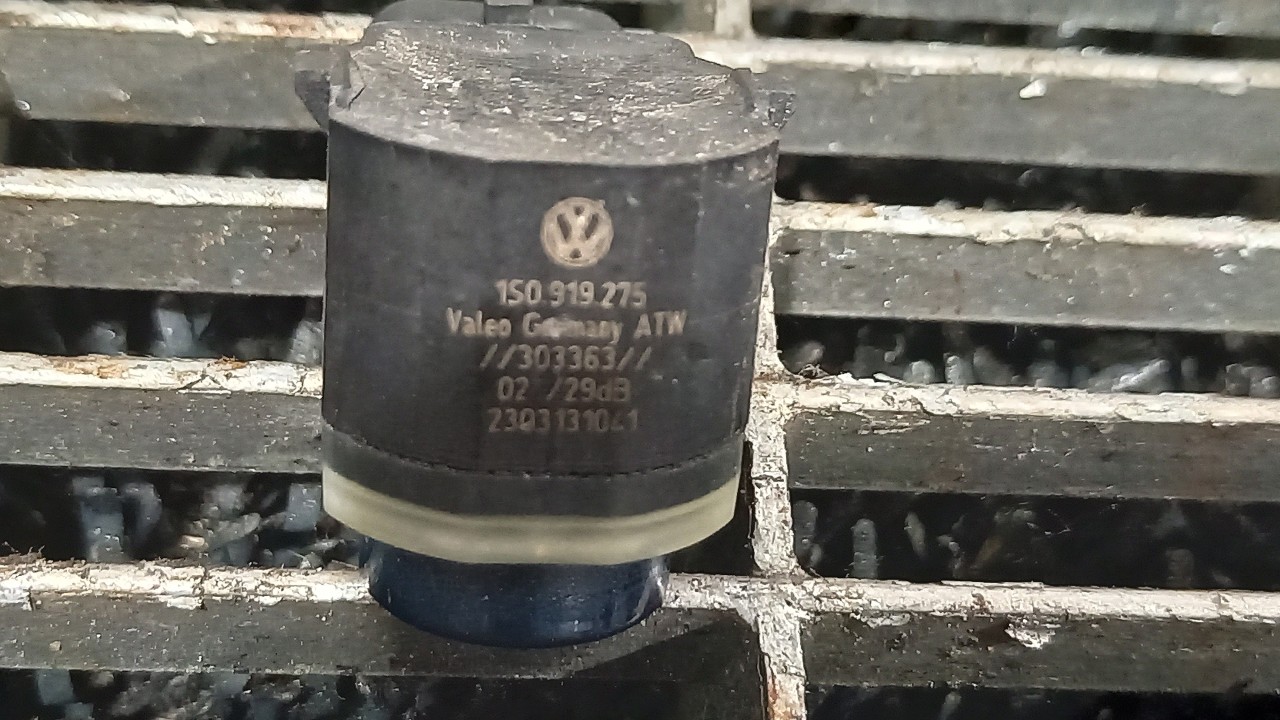 1S0.919.275
Valeo Germany ATW
//303363//
02 /29dB
2303131041